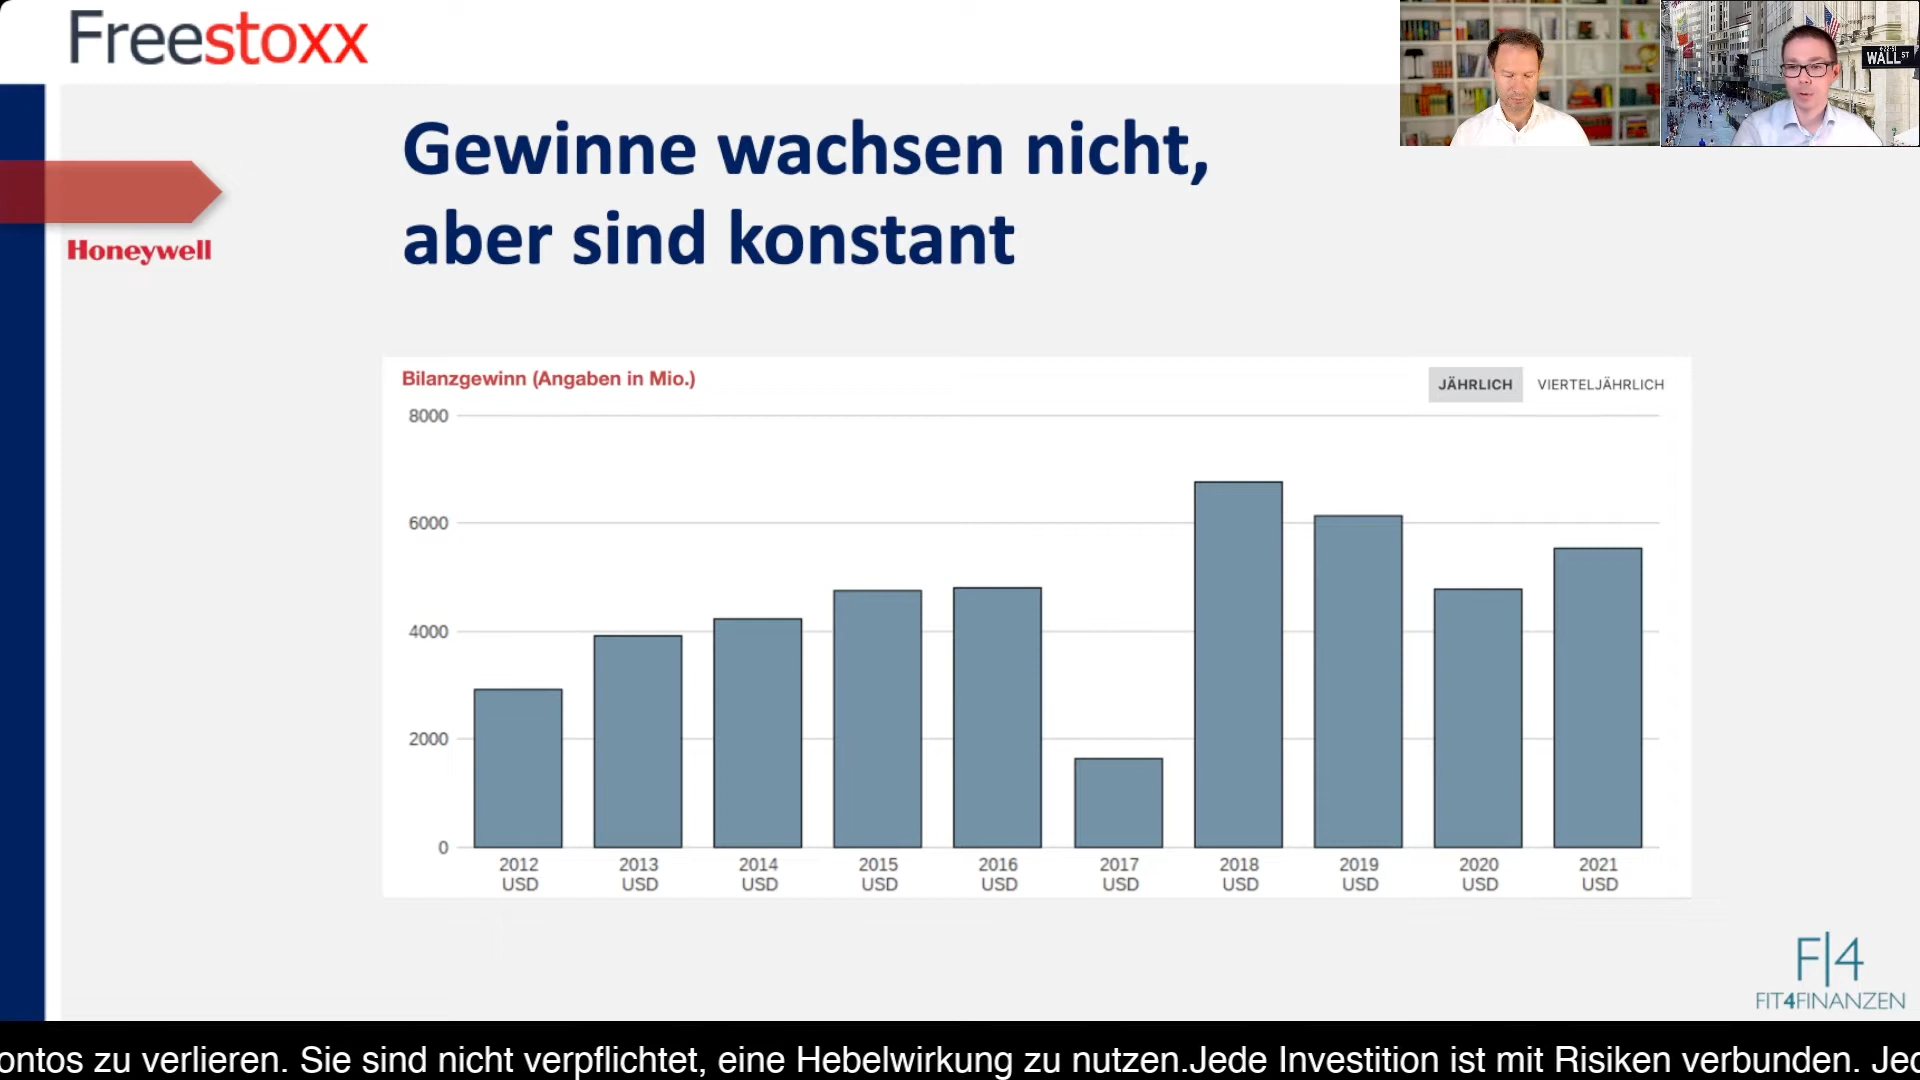 Freestoxx
WALL ST
Gewinne wachsen nicht,
aber sind konstant
Honeywell
Bilanzgewinn (Angaben in Mio.)
JÄHRLICH VIERTELJÄHRLICH
8000
6000
4000
2000
0
2012 2013 2014 2015 2016 2017 2018 2019 2020 2021
USD USD USD USD USD USD USD USD USD USD
F|4
FIT4FINANZEN
ontos zu verlieren. Sie sind nicht verpflichtet, eine Hebelwirkung zu nutzen.Jede Investition ist mit Risiken verbunden. Jed